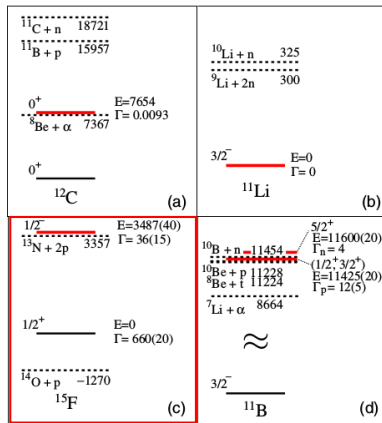 ¹¹C + n 18721
¹¹B + p 15957
0⁺ E=7654
Γ= 0.0093
⁸Be + α 7367
0⁺
¹²C (a)
¹⁰Li + n 325
⁹Li + 2n 300
3/2⁻ E=0
Γ = 0
¹¹Li (b)
1/2⁻ E=3487(40)
¹³N + 2p 3357 Γ= 36(15)
1/2⁺ E=0
Γ= 660(20)
¹⁴O + p −1270
¹⁵F (c)
5/2⁺
E=11600(20)
¹⁰B + n 11454 Γₙ = 4
(1/2⁺,3/2⁺)
¹⁰Be + p 11228 E=11425(20)
⁸Be + t 11224 Γₚ= 12(5)
⁷Li + α 8664
≈
3/2⁻
¹¹B (d)